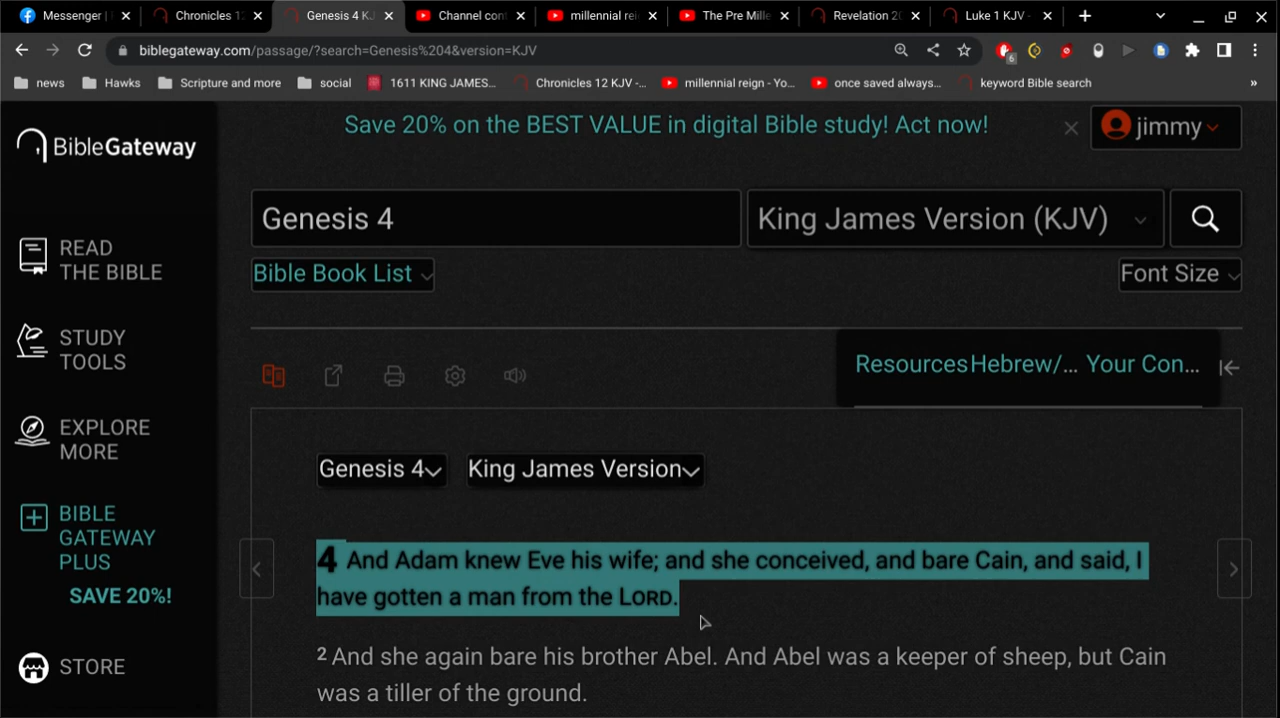 Messenger |
Chronicles 1
Genesis 4 KJ
Channel con
millennial rei
The Pre Mille
Revelation 2
Luke 1 KJV -
biblegateway.com/passage/?search=Genesis%204&version=KJV
6
news
Hawks
Scripture and more
social
1611 KING JAMES...
Chronicles 12 KJV -...
millennial reign - Yo...
once saved always...
keyword Bible search
»
BibleGateway
Save 20% on the BEST VALUE in digital Bible study! Act now!
jimmy
Genesis 4
King James Version (KJV)
READ
THE BIBLE
Bible Book List
Font Size
STUDY
TOOLS
ResourcesHebrew/... Your Con...
EXPLORE
MORE
Genesis 4
King James Version
BIBLE
GATEWAY
PLUS
SAVE 20%!
4 And Adam knew Eve his wife; and she conceived, and bare Cain, and said, I
have gotten a man from the LORD.
2 And she again bare his brother Abel. And Abel was a keeper of sheep, but Cain
was a tiller of the ground.
STORE